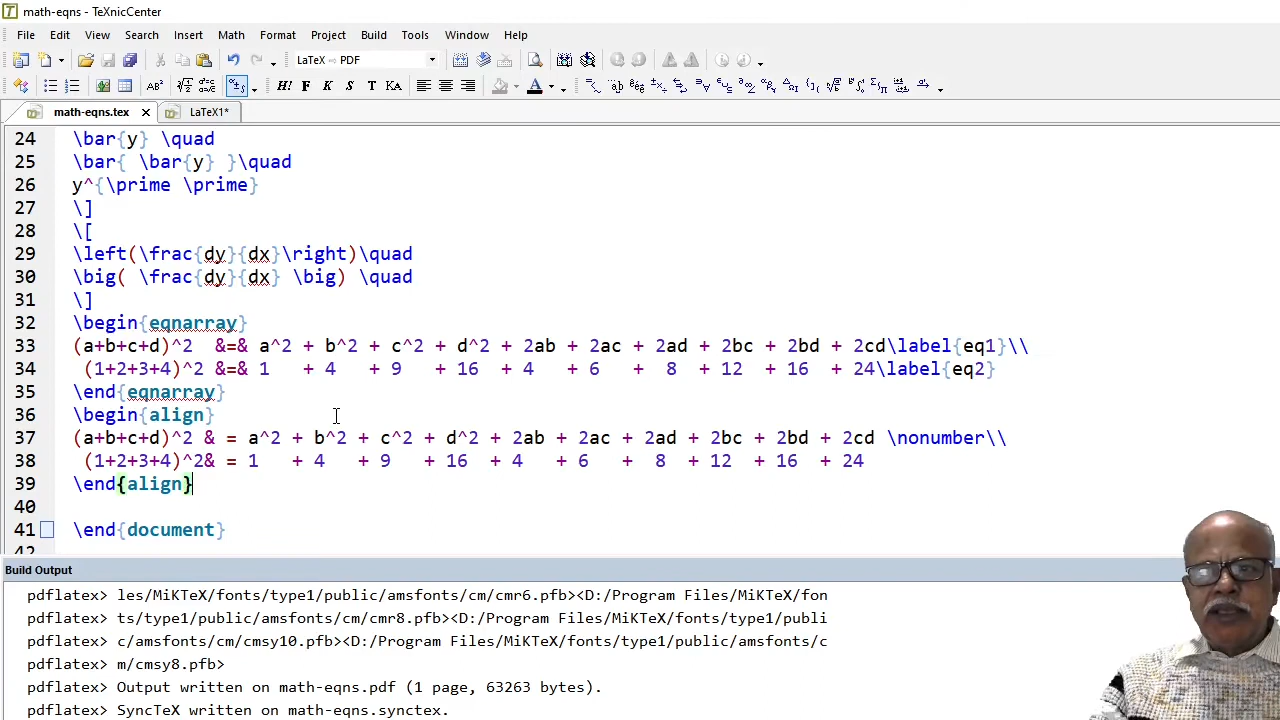 math-eqns - TeXnicCenter
File Edit View Search Insert Math Format Project Build Tools Window Help
LaTeX ⇨ PDF
math-eqns.tex LaTeX1*
24 \bar{y} \quad
25 \bar{ \bar{y} }\quad
26 y^{\prime \prime}
27 \]
28 \[
29 \left(\frac{dy}{dx}\right)\quad
30 \big( \frac{dy}{dx} \big) \quad
31 \]
32 \begin{eqnarray}
33 (a+b+c+d)^2 &=& a^2 + b^2 + c^2 + d^2 + 2ab + 2ac + 2ad + 2bc + 2bd + 2cd\label{eq1}\\
34 (1+2+3+4)^2 &=& 1 + 4 + 9 + 16 + 4 + 6 + 8 + 12 + 16 + 24\label{eq2}
35 \end{eqnarray}
36 \begin{align}
37 (a+b+c+d)^2 & = a^2 + b^2 + c^2 + d^2 + 2ab + 2ac + 2ad + 2bc + 2bd + 2cd \nonumber\\
38 (1+2+3+4)^2& = 1 + 4 + 9 + 16 + 4 + 6 + 8 + 12 + 16 + 24
39 \end{align}
40
41 \end{document}
42
Build Output
pdflatex> les/MiKTeX/fonts/type1/public/amsfonts/cm/cmr6.pfb><D:/Program Files/MiKTeX/fon
pdflatex> ts/type1/public/amsfonts/cm/cmr8.pfb><D:/Program Files/MiKTeX/fonts/type1/publi
pdflatex> c/amsfonts/cm/cmsy10.pfb><D:/Program Files/MiKTeX/fonts/type1/public/amsfonts/c
pdflatex> m/cmsy8.pfb>
pdflatex> Output written on math-eqns.pdf (1 page, 63263 bytes).
pdflatex> SyncTeX written on math-eqns.synctex.